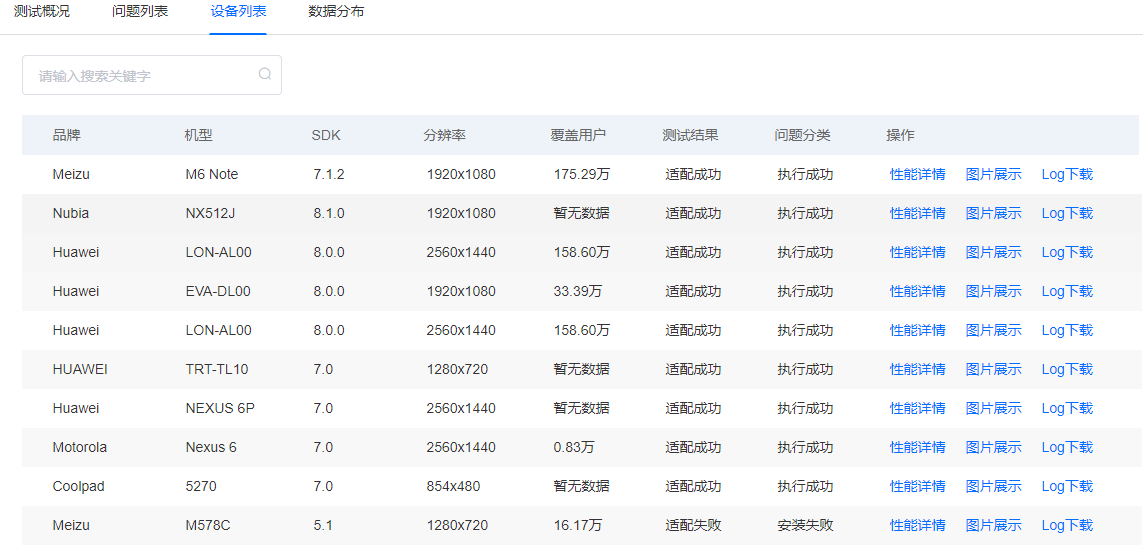 测试概况 问题列表 设备列表 数据分布
请输入搜索关键字
品牌 机型 SDK 分辨率 覆盖用户 测试结果 问题分类 操作
Meizu M6 Note 7.1.2 1920x1080 175.29万 适配成功 执行成功 性能详情 图片展示 Log下载
Nubia NX512J 8.1.0 1920x1080 暂无数据 适配成功 执行成功 性能详情 图片展示 Log下载
Huawei LON-AL00 8.0.0 2560x1440 158.60万 适配成功 执行成功 性能详情 图片展示 Log下载
Huawei EVA-DL00 8.0.0 1920x1080 33.39万 适配成功 执行成功 性能详情 图片展示 Log下载
Huawei LON-AL00 8.0.0 2560x1440 158.60万 适配成功 执行成功 性能详情 图片展示 Log下载
HUAWEI TRT-TL10 7.0 1280x720 暂无数据 适配成功 执行成功 性能详情 图片展示 Log下载
Huawei NEXUS 6P 7.0 2560x1440 暂无数据 适配成功 执行成功 性能详情 图片展示 Log下载
Motorola Nexus 6 7.0 2560x1440 0.83万 适配成功 执行成功 性能详情 图片展示 Log下载
Coolpad 5270 7.0 854x480 暂无数据 适配成功 执行成功 性能详情 图片展示 Log下载
Meizu M578C 5.1 1280x720 16.17万 适配失败 安装失败 性能详情 图片展示 Log下载